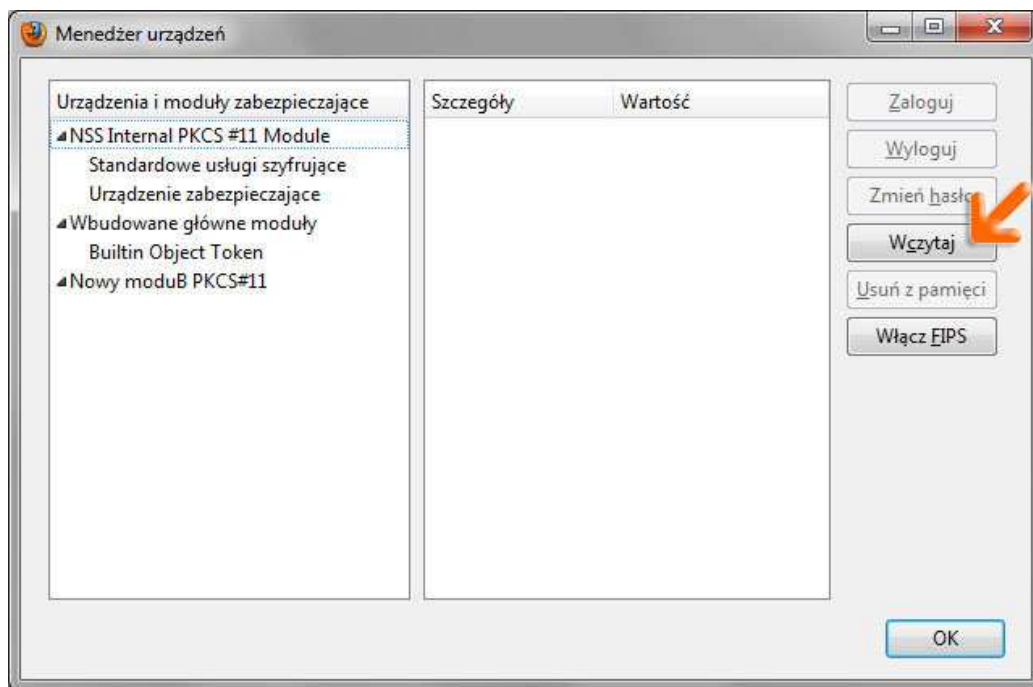 Menedżer urządzeń
Urządzenia i moduły zabezpieczające
NSS Internal PKCS #11 Module
Standardowe usługi szyfrujące
Urządzenie zabezpieczające
Wbudowane główne moduły
Builtin Object Token
Nowy moduB PKCS#11
Szczegóły Wartość
Zaloguj
Wyloguj
Zmień hasło
Wczytaj
Usuń z pamięci
Włącz FIPS
OK